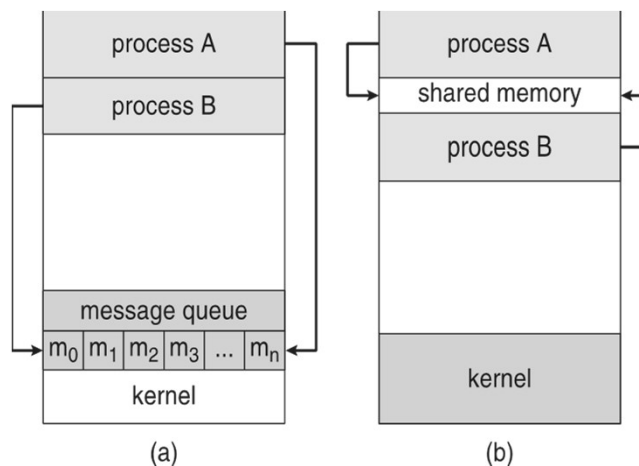 process A
process B
message queue
m0 m1 m2 m3 ... mn
kernel
(a)
process A
shared memory
process B
kernel
(b)